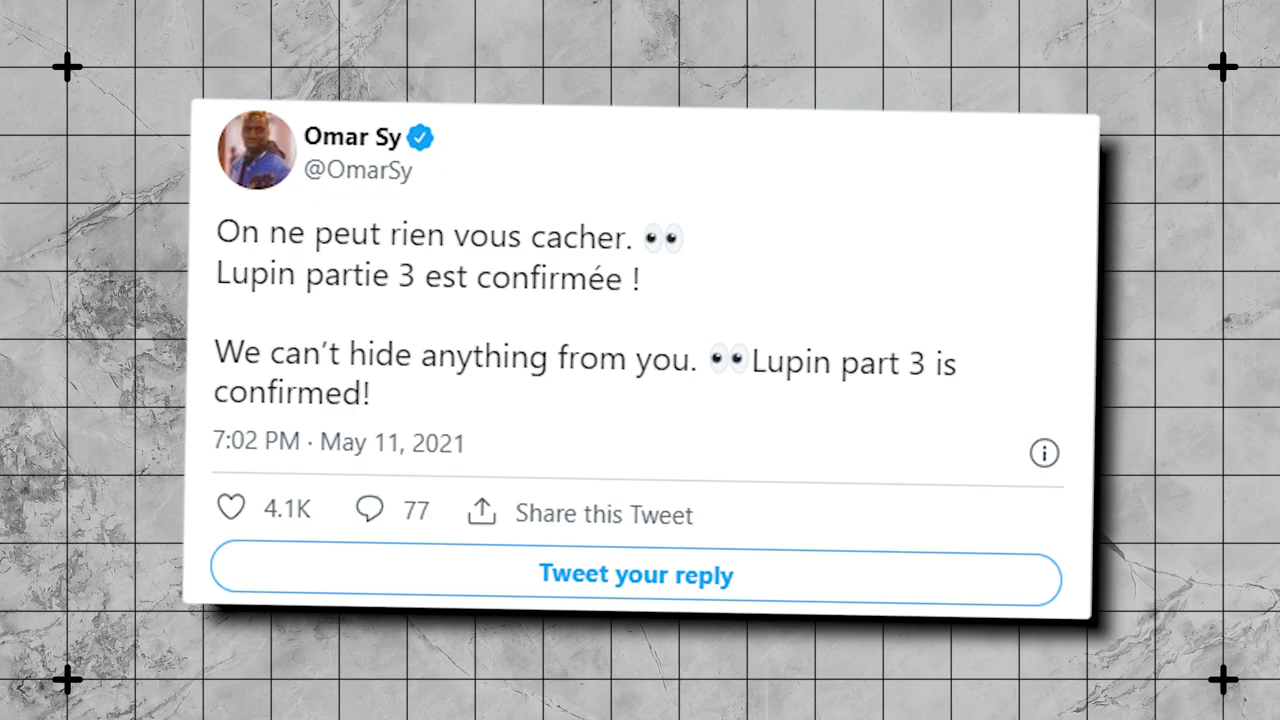 Omar Sy
@OmarSy
On ne peut rien vous cacher. 👀
Lupin partie 3 est confirmée !
We can’t hide anything from you. 👀Lupin part 3 is
confirmed!
7:02 PM · May 11, 2021
4.1K 77 Share this Tweet
Tweet your reply